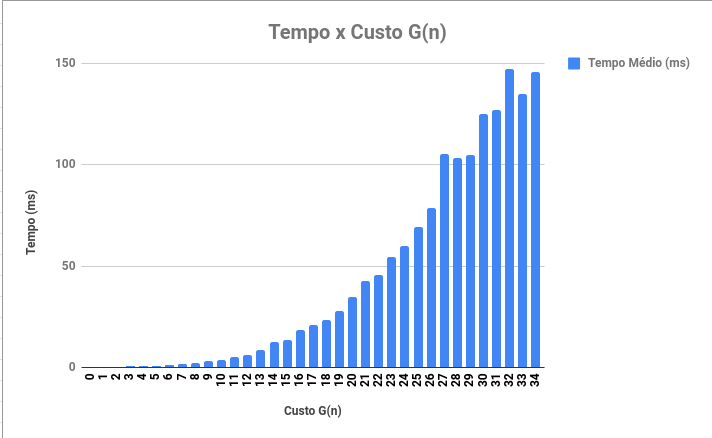 Tempo x Custo G(n)
Tempo Médio (ms)
150
100
50
0
Tempo (ms)
0 1 2 3 4 5 6 7 8 9 10 11 12 13 14 15 16 17 18 19 20 21 22 23 24 25 26 27 28 29 30 31 32 33 34
Custo G(n)